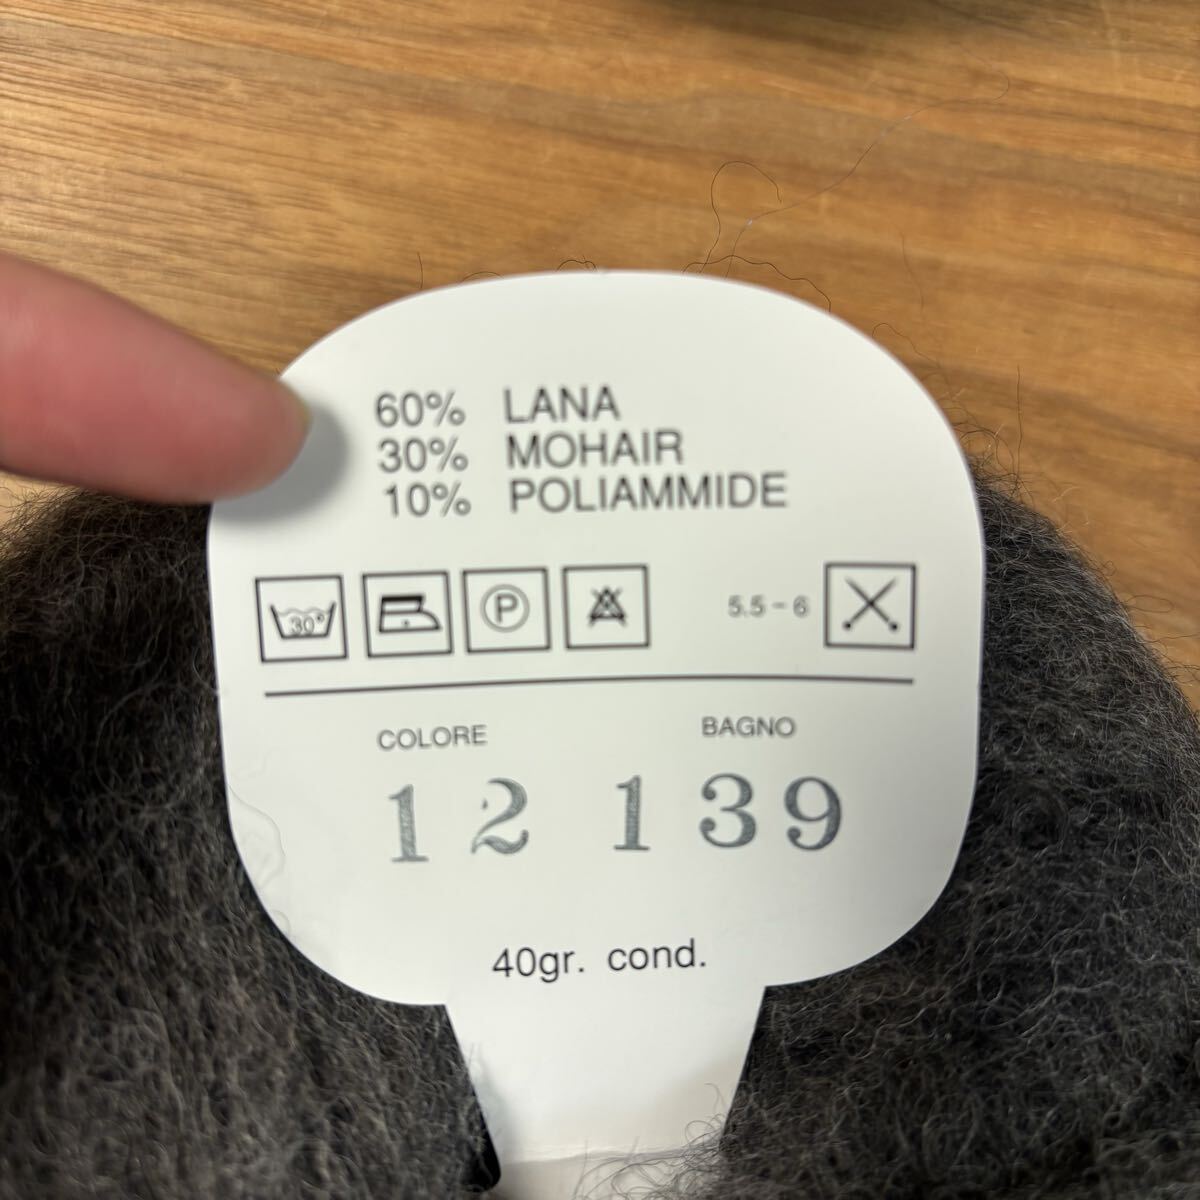 60% LANA
30% MOHAIR
10% POLIAMMIDE
30° P 5.5 - 6
COLORE BAGNO
12 139
40gr. cond.